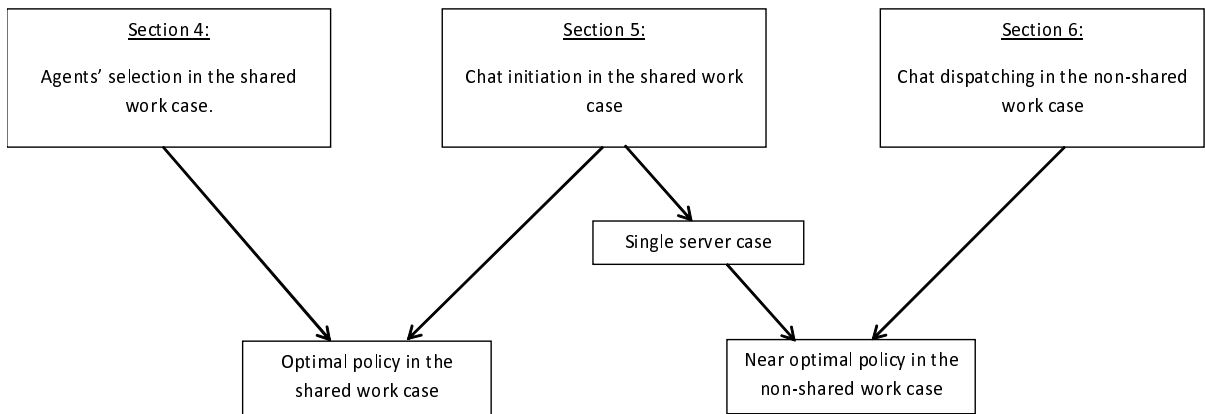 Section 4:
Agents’ selection in the shared
work case.
Section 5:
Chat initiation in the shared work
case
Section 6:
Chat dispatching in the non-shared
work case
Single server case
Optimal policy in the
shared work case
Near optimal policy in the
non-shared work case